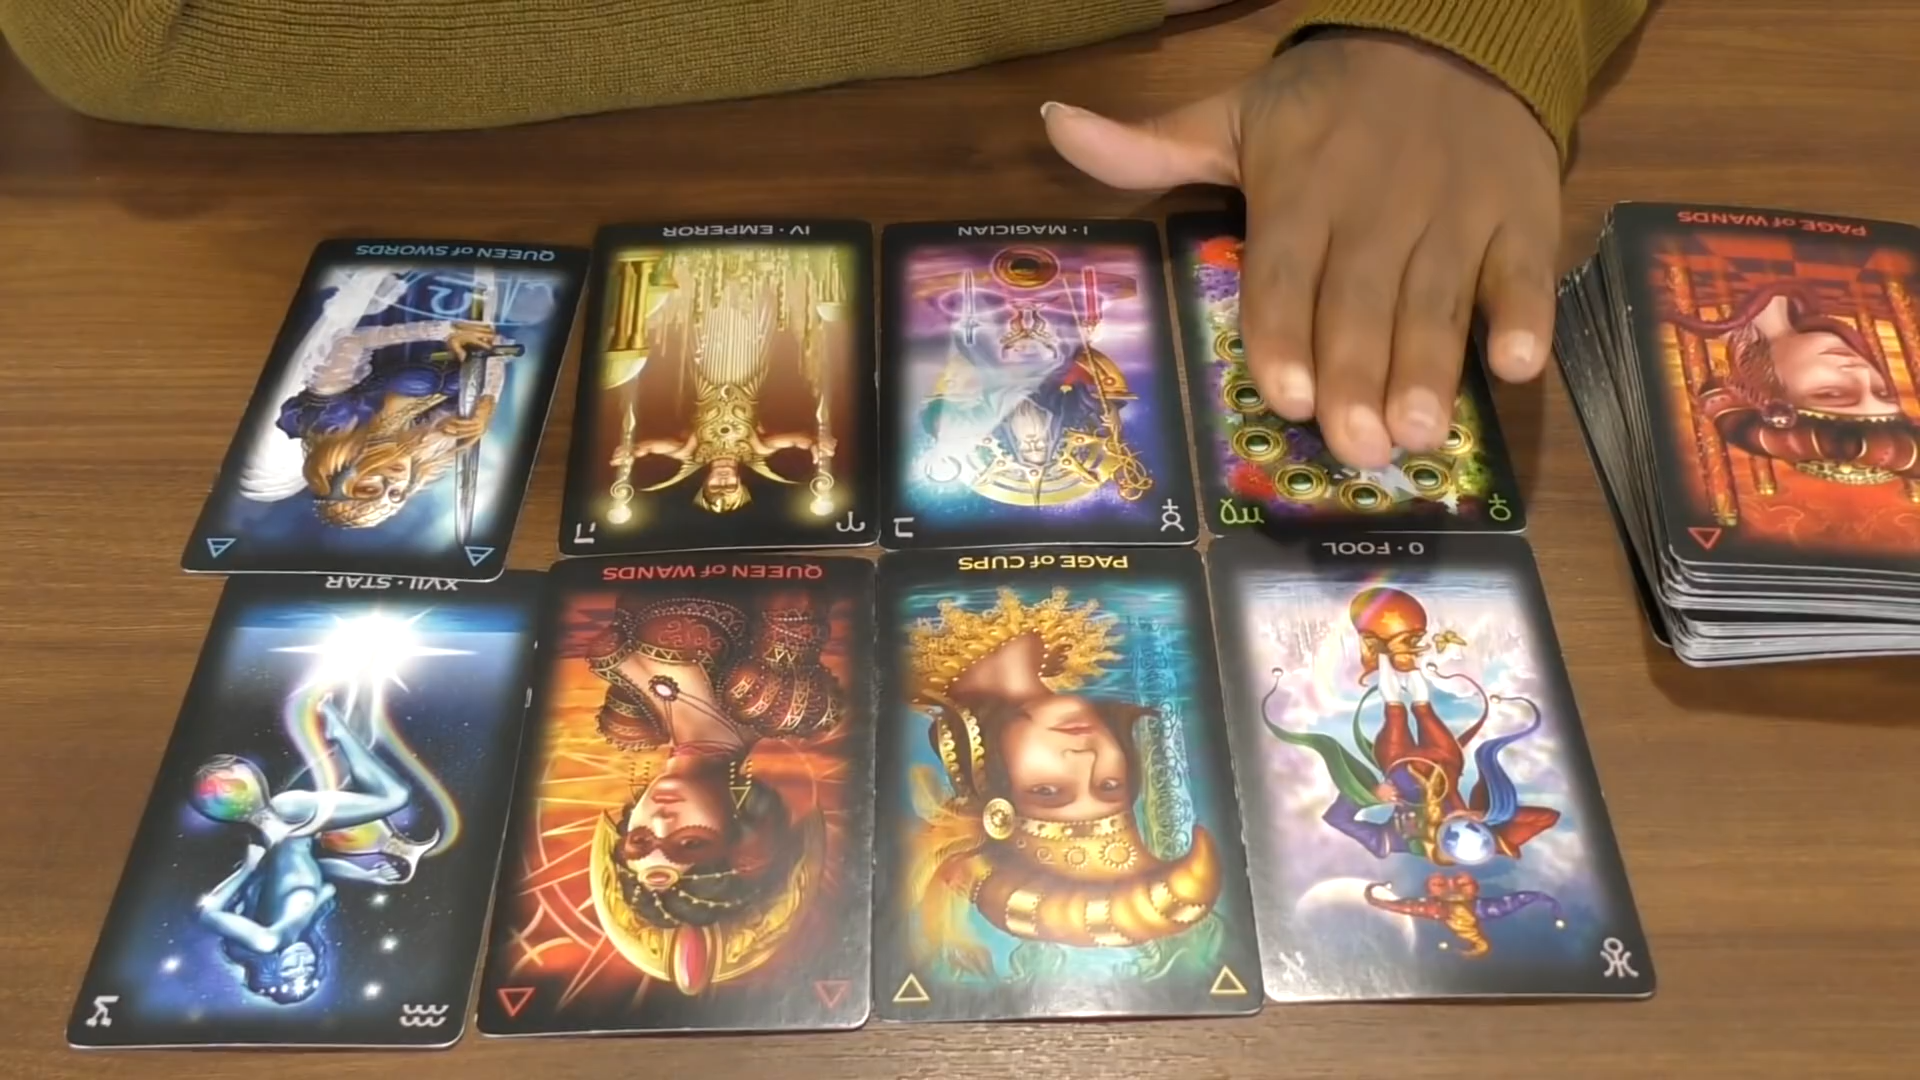 QUEEN of SWORDS
IV · EMPEROR
I · MAGICIAN
PAGE of WANDS
XVII · STAR
QUEEN of WANDS
PAGE of CUPS
0 · FOOL